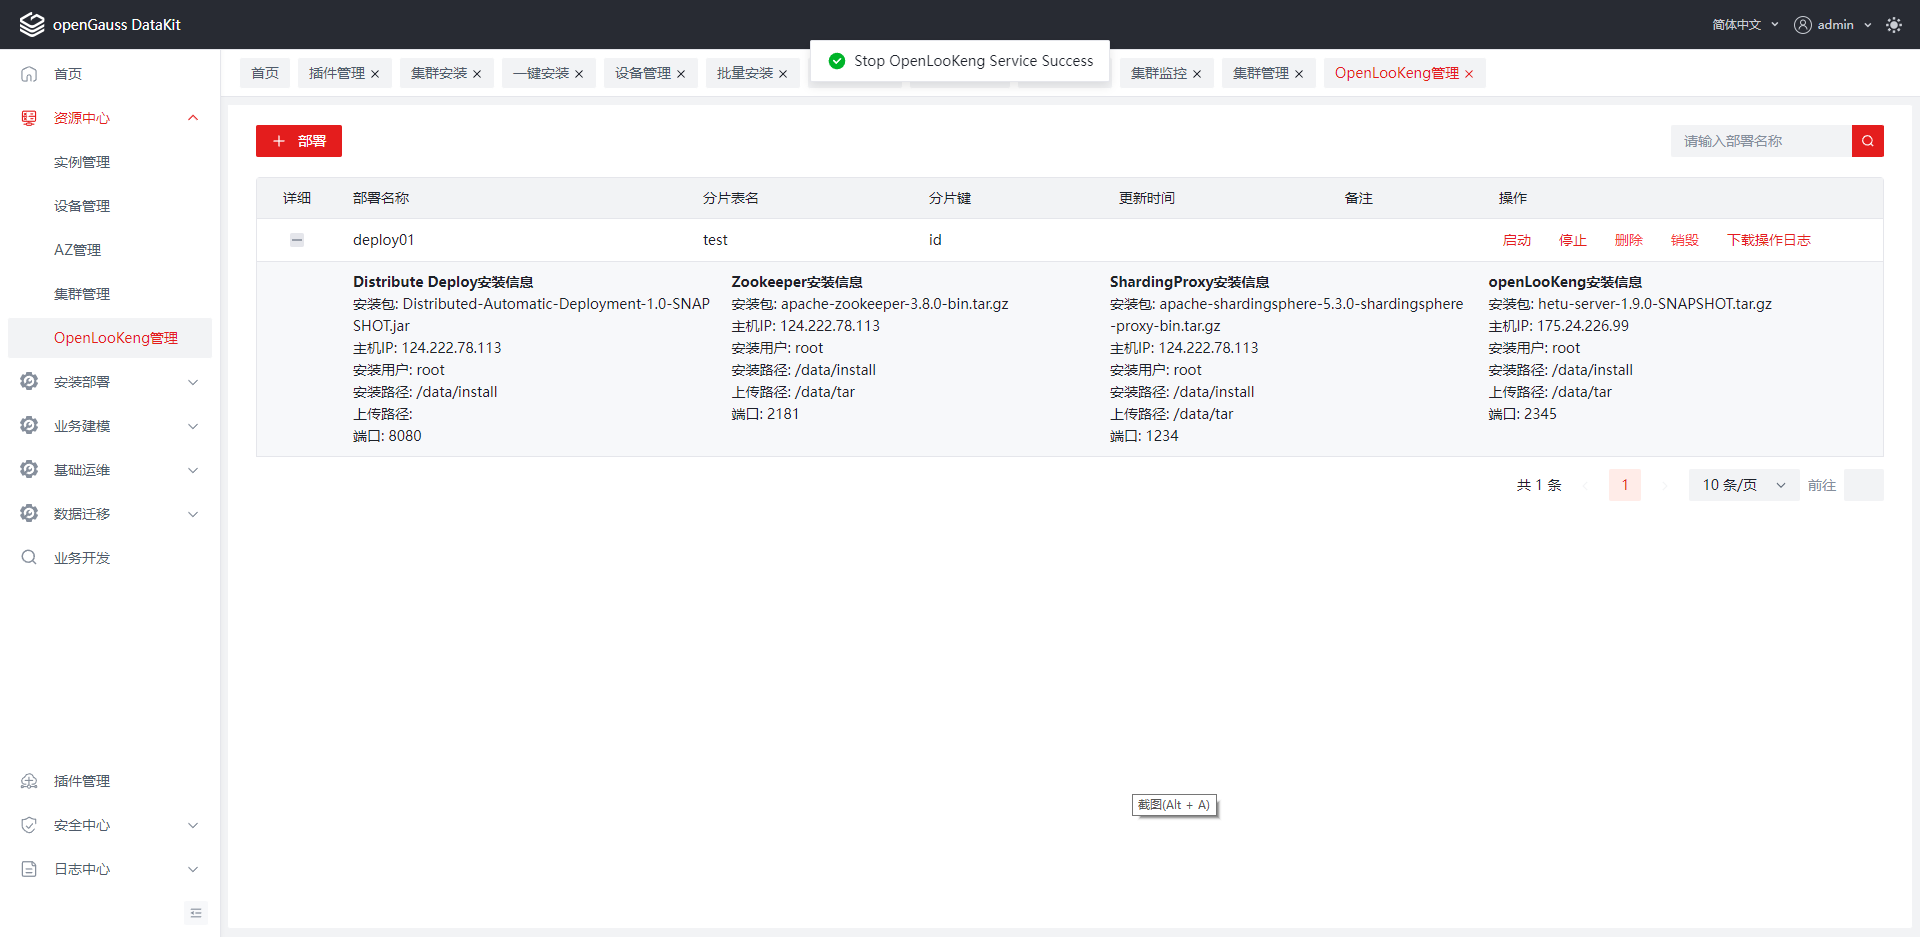 openGauss DataKit
简体中文
admin
首页
插件管理
集群安装
一键安装
设备管理
批量安装
Stop OpenLooKeng Service Success
集群监控
集群管理
OpenLooKeng管理
首页
资源中心
实例管理
设备管理
AZ管理
集群管理
OpenLooKeng管理
安装部署
业务建模
基础运维
数据迁移
业务开发
插件管理
安全中心
日志中心
部署
请输入部署名称
详细 部署名称 分片表名 分片键 更新时间 备注 操作
deploy01 test id 启动 停止 删除 销毁 下载操作日志
Distribute Deploy安装信息
安装包: Distributed-Automatic-Deployment-1.0-SNAP
SHOT.jar
主机IP: 124.222.78.113
安装用户: root
安装路径: /data/install
上传路径:
端口: 8080
Zookeeper安装信息
安装包: apache-zookeeper-3.8.0-bin.tar.gz
主机IP: 124.222.78.113
安装用户: root
安装路径: /data/install
上传路径: /data/tar
端口: 2181
ShardingProxy安装信息
安装包: apache-shardingsphere-5.3.0-shardingsphere
-proxy-bin.tar.gz
主机IP: 124.222.78.113
安装用户: root
安装路径: /data/install
上传路径: /data/tar
端口: 1234
openLooKeng安装信息
安装包: hetu-server-1.9.0-SNAPSHOT.tar.gz
主机IP: 175.24.226.99
安装用户: root
安装路径: /data/install
上传路径: /data/tar
端口: 2345
共 1 条 1 10 条/页 前往
截图(Alt + A)